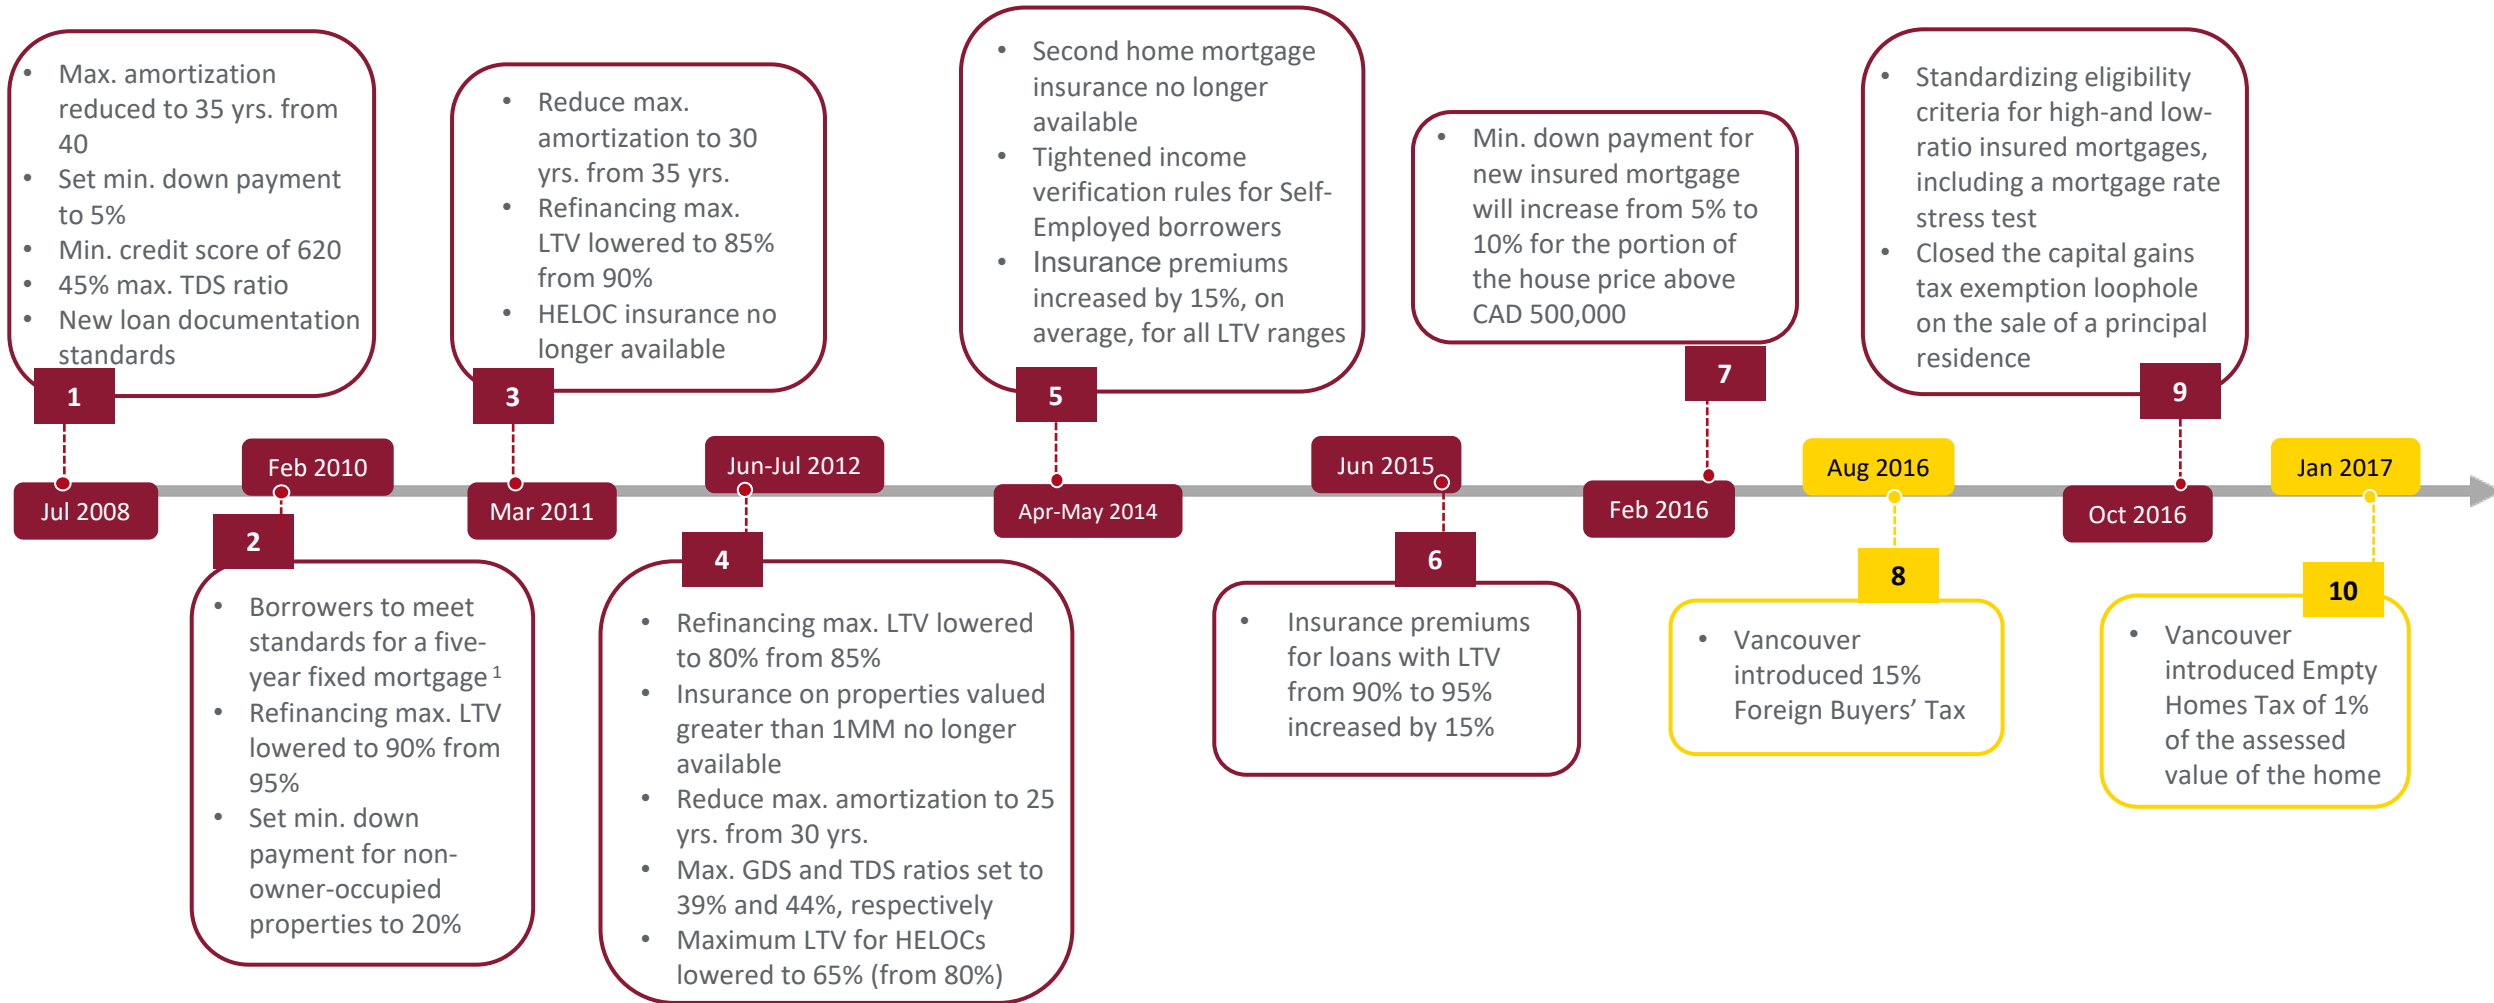 • Max. amortization
reduced to 35 yrs. from
40
• Set min. down payment
to 5%
• Min. credit score of 620
• 45% max. TDS ratio
• New loan documentation
standards
1
Jul 2008
Feb 2010
2
• Borrowers to meet
standards for a five-
year fixed mortgage 1
• Refinancing max. LTV
lowered to 90% from
95%
• Set min. down
payment for non-
owner-occupied
properties to 20%
• Reduce max.
amortization to 30
yrs. from 35 yrs.
• Refinancing max.
LTV lowered to 85%
from 90%
• HELOC insurance no
longer available
3
Mar 2011
Jun-Jul 2012
4
• Refinancing max. LTV lowered
to 80% from 85%
• Insurance on properties valued
greater than 1MM no longer
available
• Reduce max. amortization to 25
yrs. from 30 yrs.
• Max. GDS and TDS ratios set to
39% and 44%, respectively
• Maximum LTV for HELOCs
lowered to 65% (from 80%)
• Second home mortgage
insurance no longer
available
• Tightened income
verification rules for Self-
Employed borrowers
• Insurance premiums
increased by 15%, on
average, for all LTV ranges
5
Apr-May 2014
Jun 2015
6
• Insurance premiums
for loans with LTV
from 90% to 95%
increased by 15%
• Min. down payment for
new insured mortgage
will increase from 5% to
10% for the portion of
the house price above
CAD 500,000
7
Feb 2016
Aug 2016
8
• Vancouver
introduced 15%
Foreign Buyers’ Tax
• Standardizing eligibility
criteria for high-and low-
ratio insured mortgages,
including a mortgage rate
stress test
• Closed the capital gains
tax exemption loophole
on the sale of a principal
residence
9
Oct 2016
Jan 2017
10
• Vancouver
introduced Empty
Homes Tax of 1%
of the assessed
value of the home